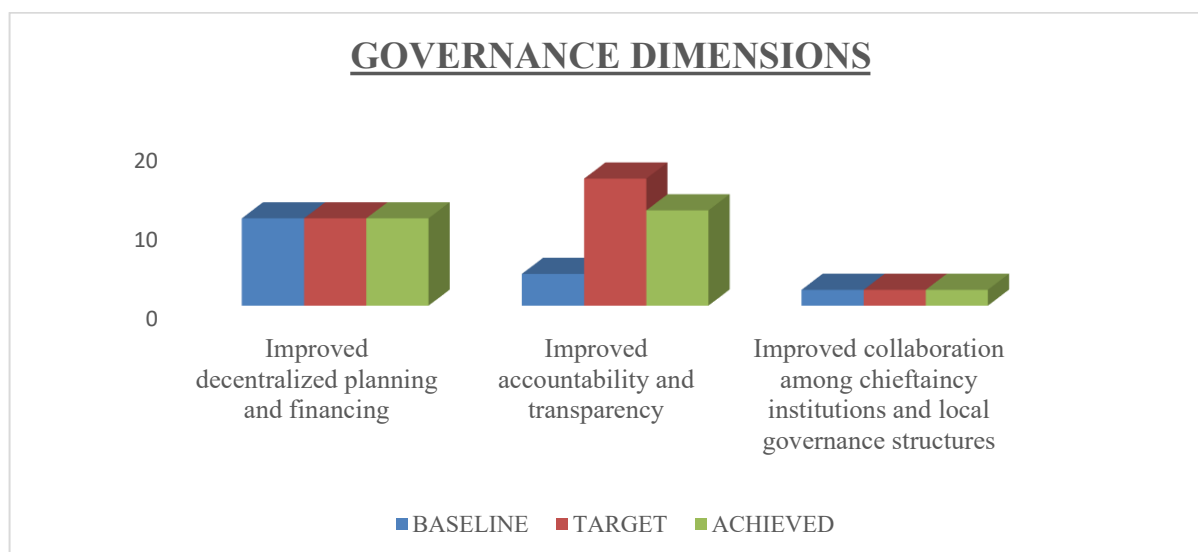 GOVERNANCE DIMENSIONS
20
10
0
Improved
decentralized planning
and financing
Improved
accountability and
transparency
Improved collaboration
among chieftaincy
institutions and local
governance structures
BASELINE TARGET ACHIEVED